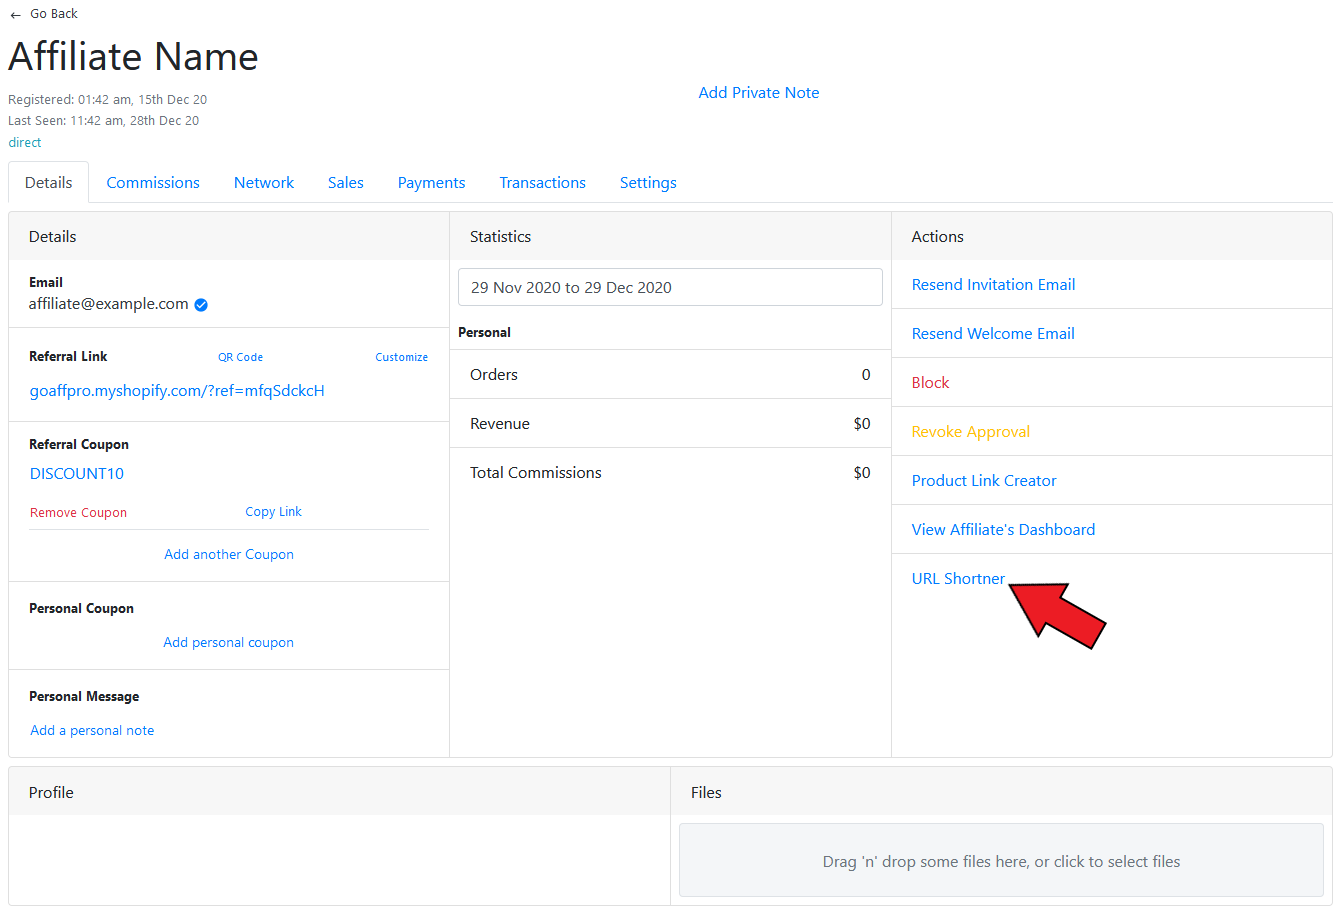 ← Go Back
Affiliate Name
Registered: 01:42 am, 15th Dec 20
Last Seen: 11:42 am, 28th Dec 20
direct
Add Private Note
Details Commissions Network Sales Payments Transactions Settings
Details
Email
affiliate@example.com
Referral Link QR Code Customize
goaffpro.myshopify.com/?ref=mfqSdckcH
Referral Coupon
DISCOUNT10
Remove Coupon Copy Link
Add another Coupon
Personal Coupon
Add personal coupon
Personal Message
Add a personal note
Statistics
29 Nov 2020 to 29 Dec 2020
Personal
Orders 0
Revenue $0
Total Commissions $0
Actions
Resend Invitation Email
Resend Welcome Email
Block
Revoke Approval
Product Link Creator
View Affiliate's Dashboard
URL Shortner
Profile
Files
Drag 'n' drop some files here, or click to select files